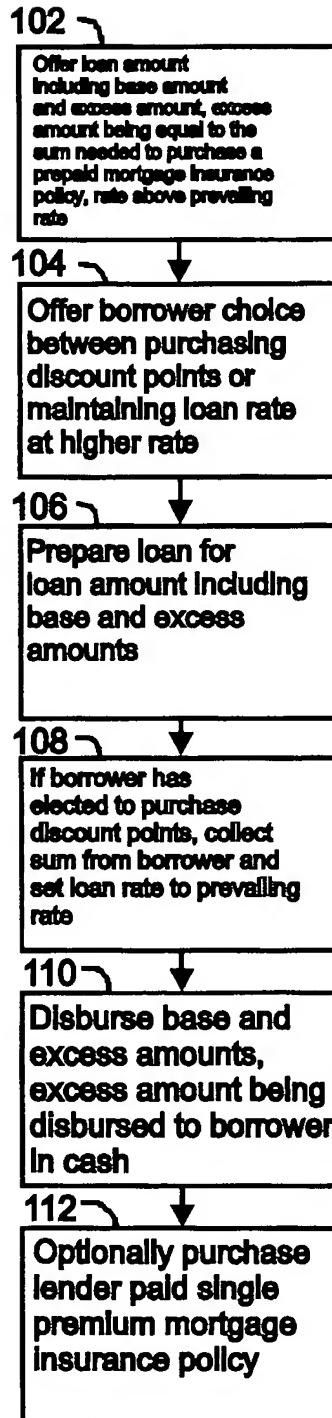 102
Offer loan amount
including base amount
and excess amount, excess
amount being equal to the
sum needed to purchase a
prepaid mortgage insurance
policy, rate above prevailing
rate
104
Offer borrower choice
between purchasing
discount points or
maintaining loan rate
at higher rate
106
Prepare loan for
loan amount including
base and excess
amounts
108
If borrower has
elected to purchase
discount points, collect
sum from borrower and
set loan rate to prevailing
rate
110
Disburse base and
excess amounts,
excess amount being
disbursed to borrower
in cash
112
Optionally purchase
lender paid single
premium mortgage
insurance policy